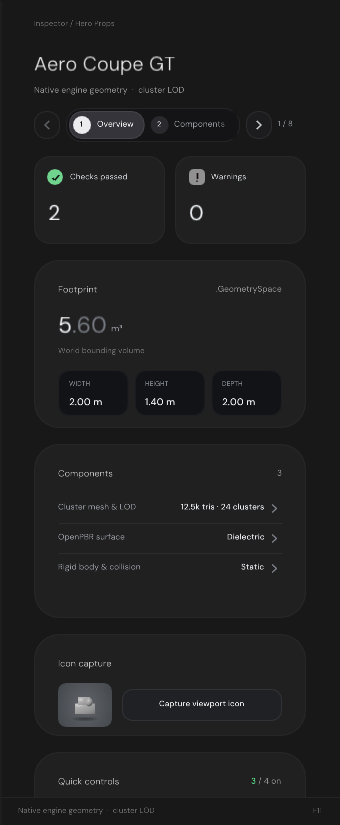 Inspector / Hero Props
Aero Coupe GT
Native engine geometry · cluster LOD
1 Overview 2 Components 1 / 8
Checks passed
2
Warnings
0
Footprint .GeometrySpace
5.60 m³
World bounding volume
WIDTH HEIGHT DEPTH
2.00 m 1.40 m 2.00 m
Components 3
Cluster mesh & LOD 12.5k tris · 24 clusters
OpenPBR surface Dielectric
Rigid body & collision Static
Icon capture
Capture viewport icon
Quick controls 3 / 4 on
Native engine geometry · cluster LOD